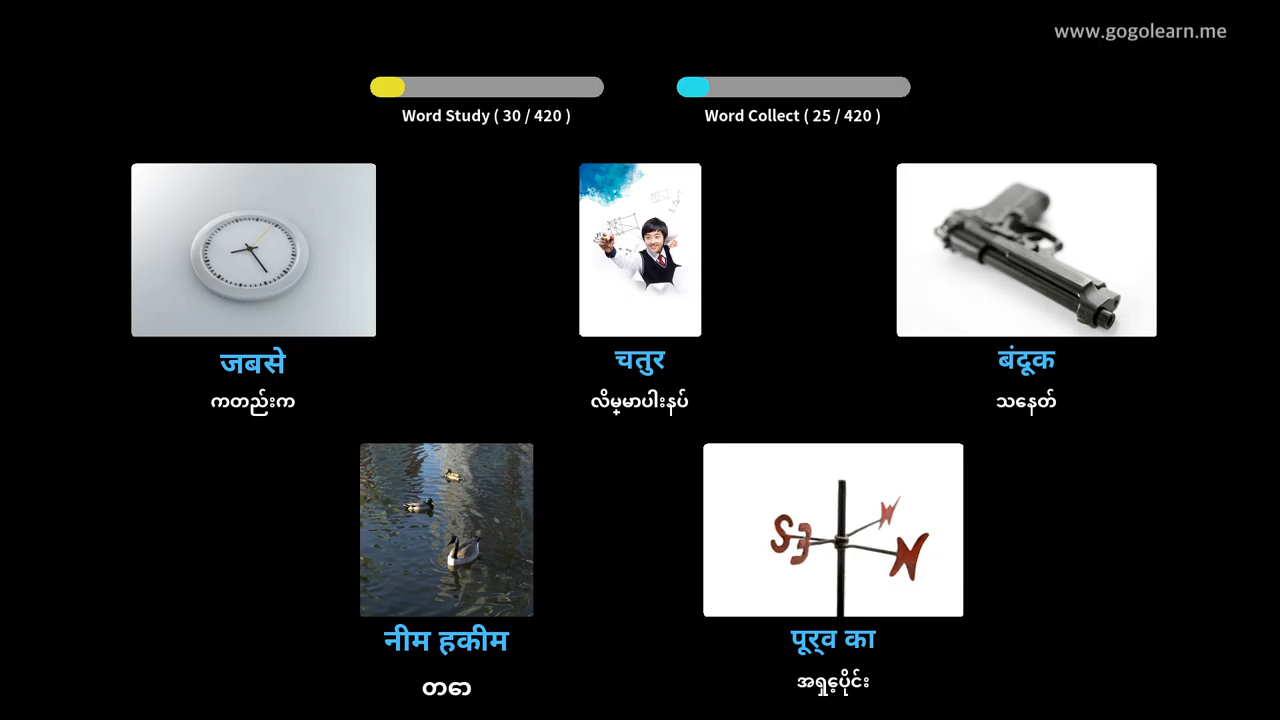 www.gogolearn.me
Word Study ( 30 / 420 )
Word Collect ( 25 / 420 )
जबसे
चतुर
बंदूक
ကတည်းက
လိမ္မာပါးနပ်
သနေတ်
नीम हकीम
पूर्व का
တဘော
အရှေ့ပိုင်း